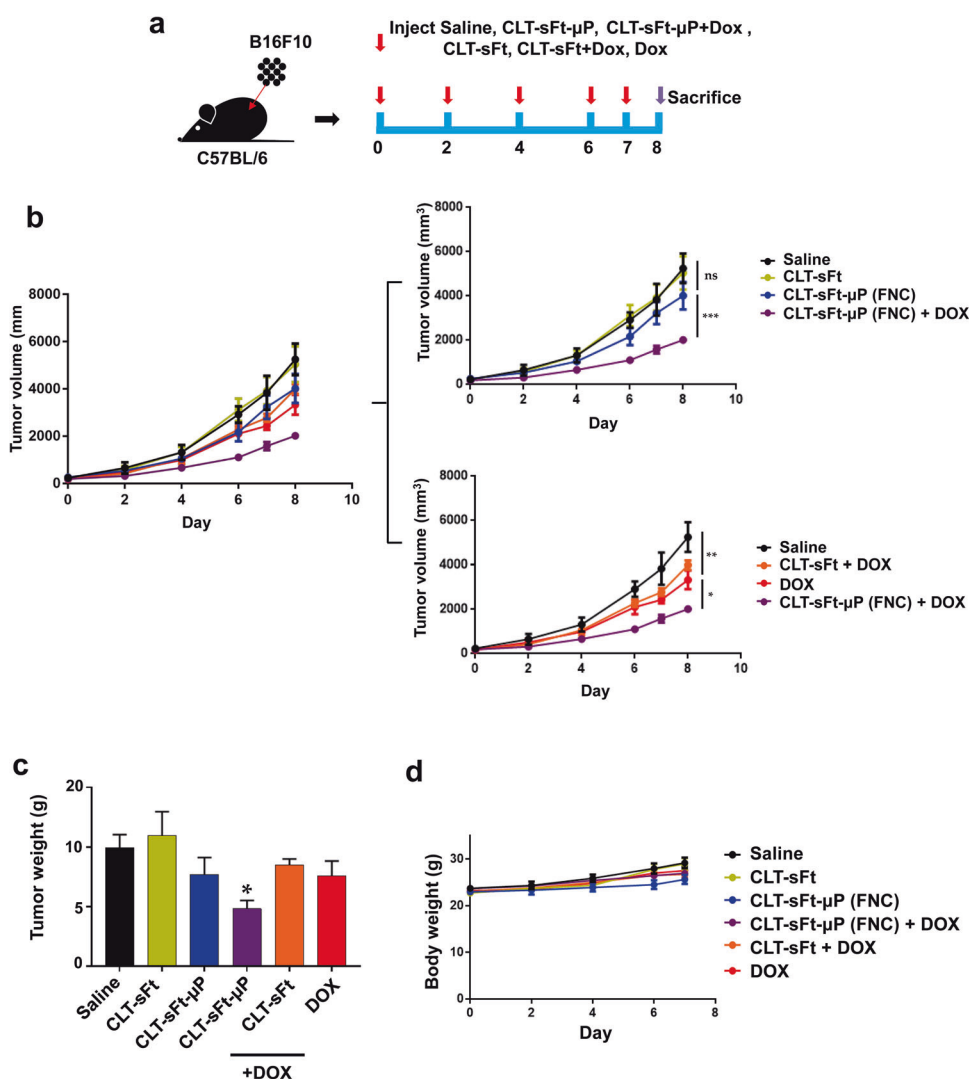 a
B16F10
C57BL/6
Inject Saline, CLT-sFt-µP, CLT-sFt-µP+Dox ,
CLT-sFt, CLT-sFt+Dox, Dox
Sacrifice
0 2 4 6 7 8
b
Tumor volume (mm
8000
6000
4000
2000
0
0 2 4 6 8 10
Day
Tumor volume (mm³)
8000
6000
4000
2000
0
0 2 4 6 8 10
Day
ns
***
Saline
CLT-sFt
CLT-sFt-µP (FNC)
CLT-sFt-µP (FNC) + DOX
Tumor volume (mm³)
8000
6000
4000
2000
0
0 2 4 6 8 10
Day
**
*
Saline
CLT-sFt + DOX
DOX
CLT-sFt-µP (FNC) + DOX
c
Tumor weight (g)
20
10
5
0
*
Saline
CLT-sFt
CLT-sFt-µP
CLT-sFt-µP
CLT-sFt
DOX
+DOX
d
Body weight (g)
30
20
10
0
0 2 4 6 8
Day
Saline
CLT-sFt
CLT-sFt-µP (FNC)
CLT-sFt-µP (FNC) + DOX
CLT-sFt + DOX
DOX